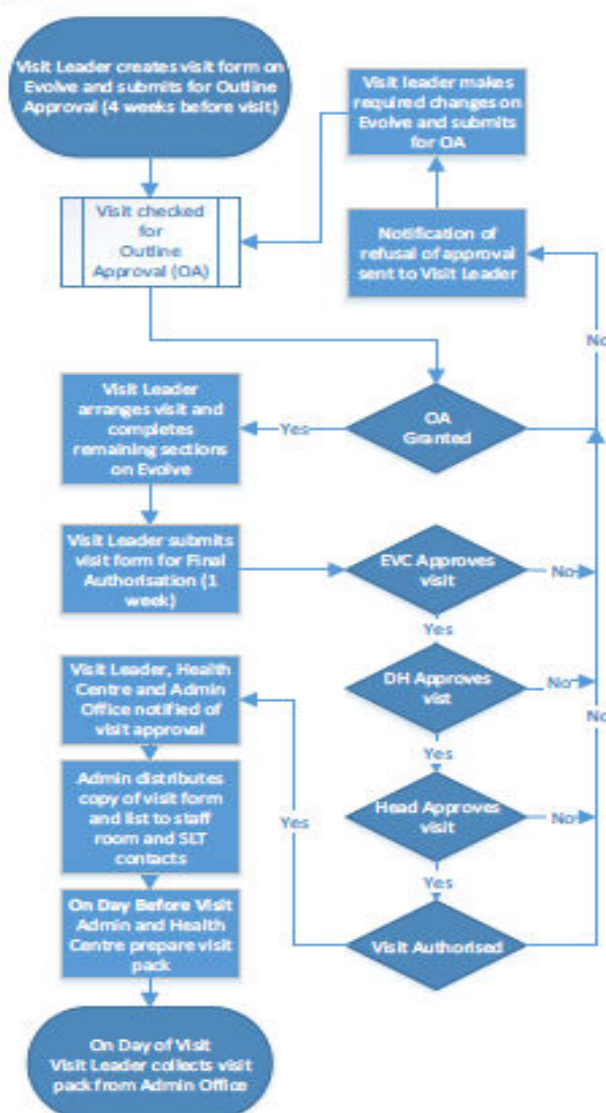 Visit Leader creates visit form on
Evolve and submits for Outline
Approval (4 weeks before visit)
Visit leader makes
required changes on
Evolve and submits
for OA
Visit checked
for
Outline
Approval (OA)
Notification of
refusal of approval
sent to Visit Leader
No
Visit Leader
arranges visit and
completes
remaining sections
on Evolve
Yes
OA
Granted
Visit Leader submits
visit form for Final
Authorisation (1
week)
EVC Approves
visit
No
Yes
Visit Leader, Health
Centre and Admin
Office notified of
visit approval
DH Approves
vist
No
No
Yes
Admin distributes
copy of visit form
and list to staff
room and SLT
contacts
Yes
Head Approves
visit
No
Yes
On Day Before Visit
Admin and Health
Centre prepare visit
pack
Visit Authorised
On Day of Visit
Visit Leader collects visit
pack from Admin Office